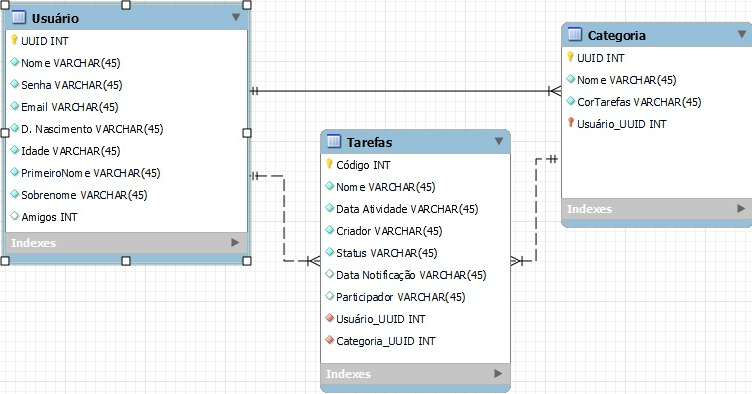 Usuário
UUID INT
Nome VARCHAR(45)
Senha VARCHAR(45)
Email VARCHAR(45)
D. Nascimento VARCHAR(45)
Idade VARCHAR(45)
PrimeiroNome VARCHAR(45)
Sobrenome VARCHAR(45)
Amigos INT
Indexes
Tarefas
Código INT
Nome VARCHAR(45)
Data Atividade VARCHAR(45)
Criador VARCHAR(45)
Status VARCHAR(45)
Data Notificação VARCHAR(45)
Participador VARCHAR(45)
Usuário_UUID INT
Categoria_UUID INT
Indexes
Categoria
UUID INT
Nome VARCHAR(45)
CorTarefas VARCHAR(45)
Usuário_UUID INT
Indexes